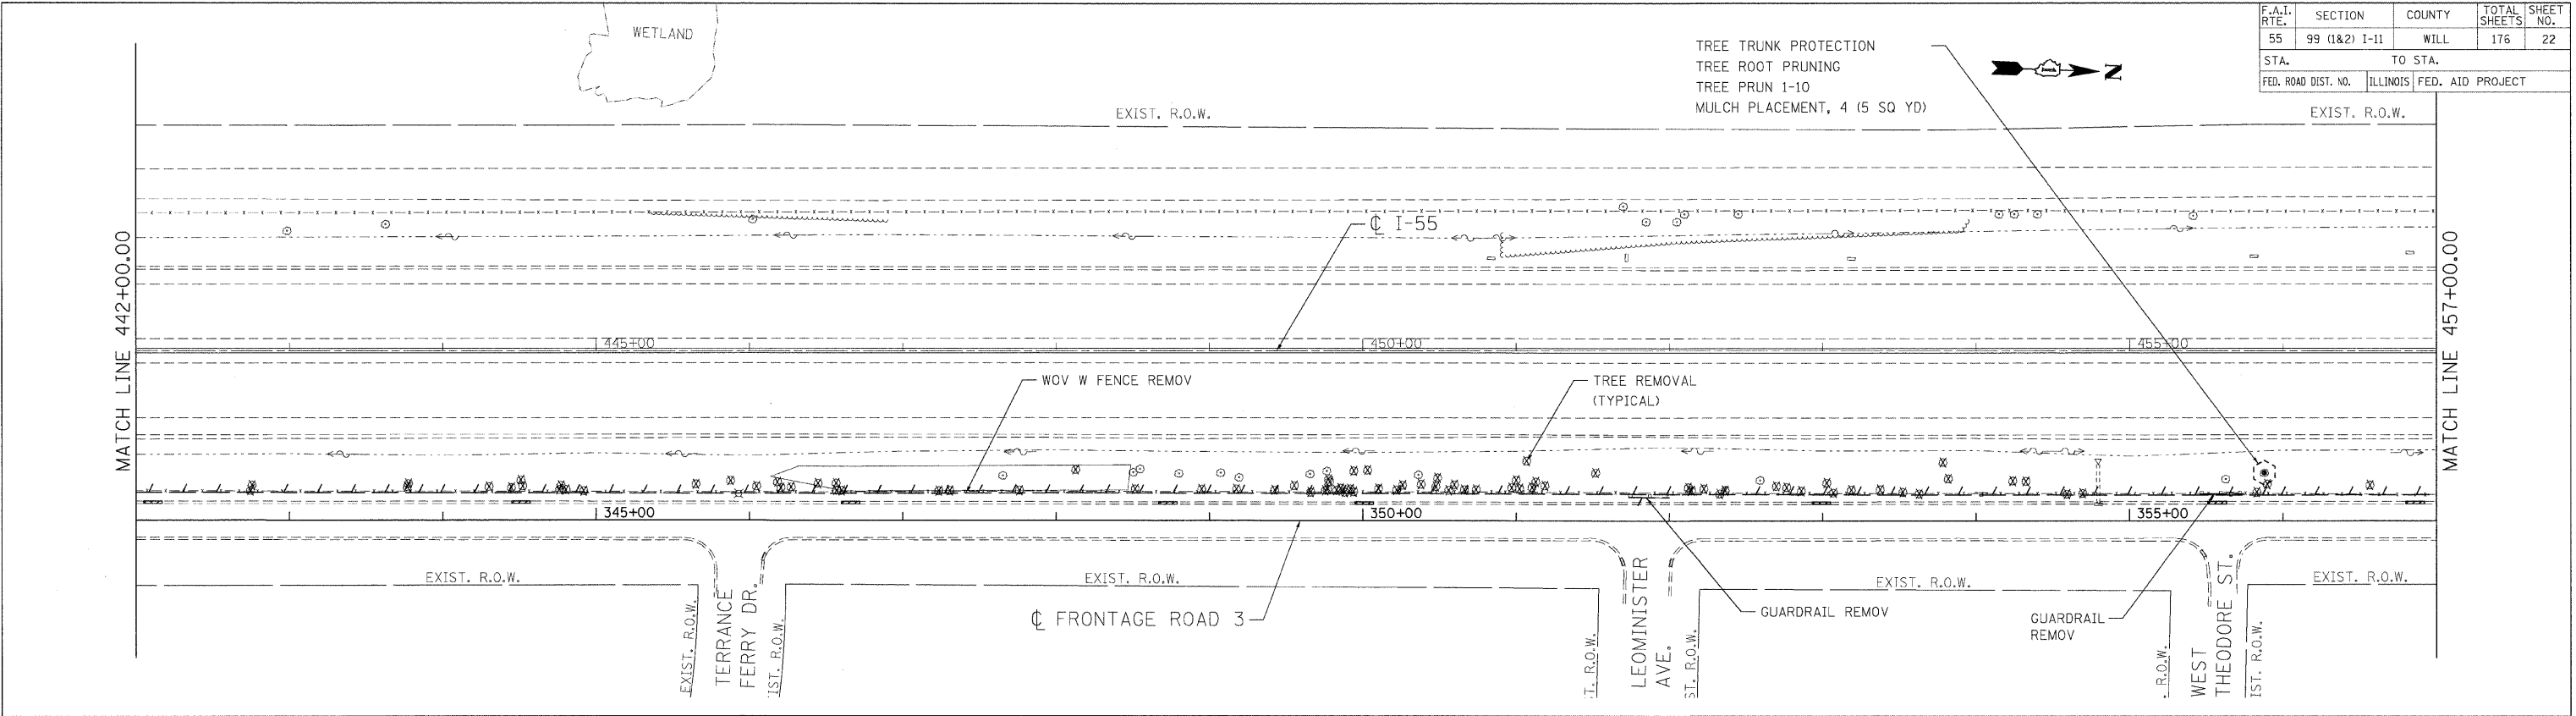 F.A.I. RTE. SECTION COUNTY TOTAL SHEETS SHEET NO.
55 99 (1&2) I-11 WILL 176 22
STA. TO STA.
FED. ROAD DIST. NO. ILLINOIS FED. AID PROJECT
WETLAND
TREE TRUNK PROTECTION
TREE ROOT PRUNING
TREE PRUN 1-10
MULCH PLACEMENT, 4 (5 SQ YD)
N
EXIST. R.O.W.
EXIST. R.O.W.
MATCH LINE 442+00.00
℄ I-55
MATCH LINE 457+00.00
445+00
450+00
455+00
WOV W FENCE REMOV
TREE REMOVAL
(TYPICAL)
345+00
350+00
355+00
EXIST. R.O.W.
EXIST. R.O.W.
EXIST. R.O.W.
EXIST. R.O.W.
℄ FRONTAGE ROAD 3
GUARDRAIL REMOV
GUARDRAIL
REMOV
EXIST. R.O.W.
TERRANCE
FERRY DR.
IST. R.O.W.
T. R.O.W.
LEOMINISTER
AVE.
ST. R.O.W.
. R.O.W.
WEST
THEODORE ST.
IST. R.O.W.